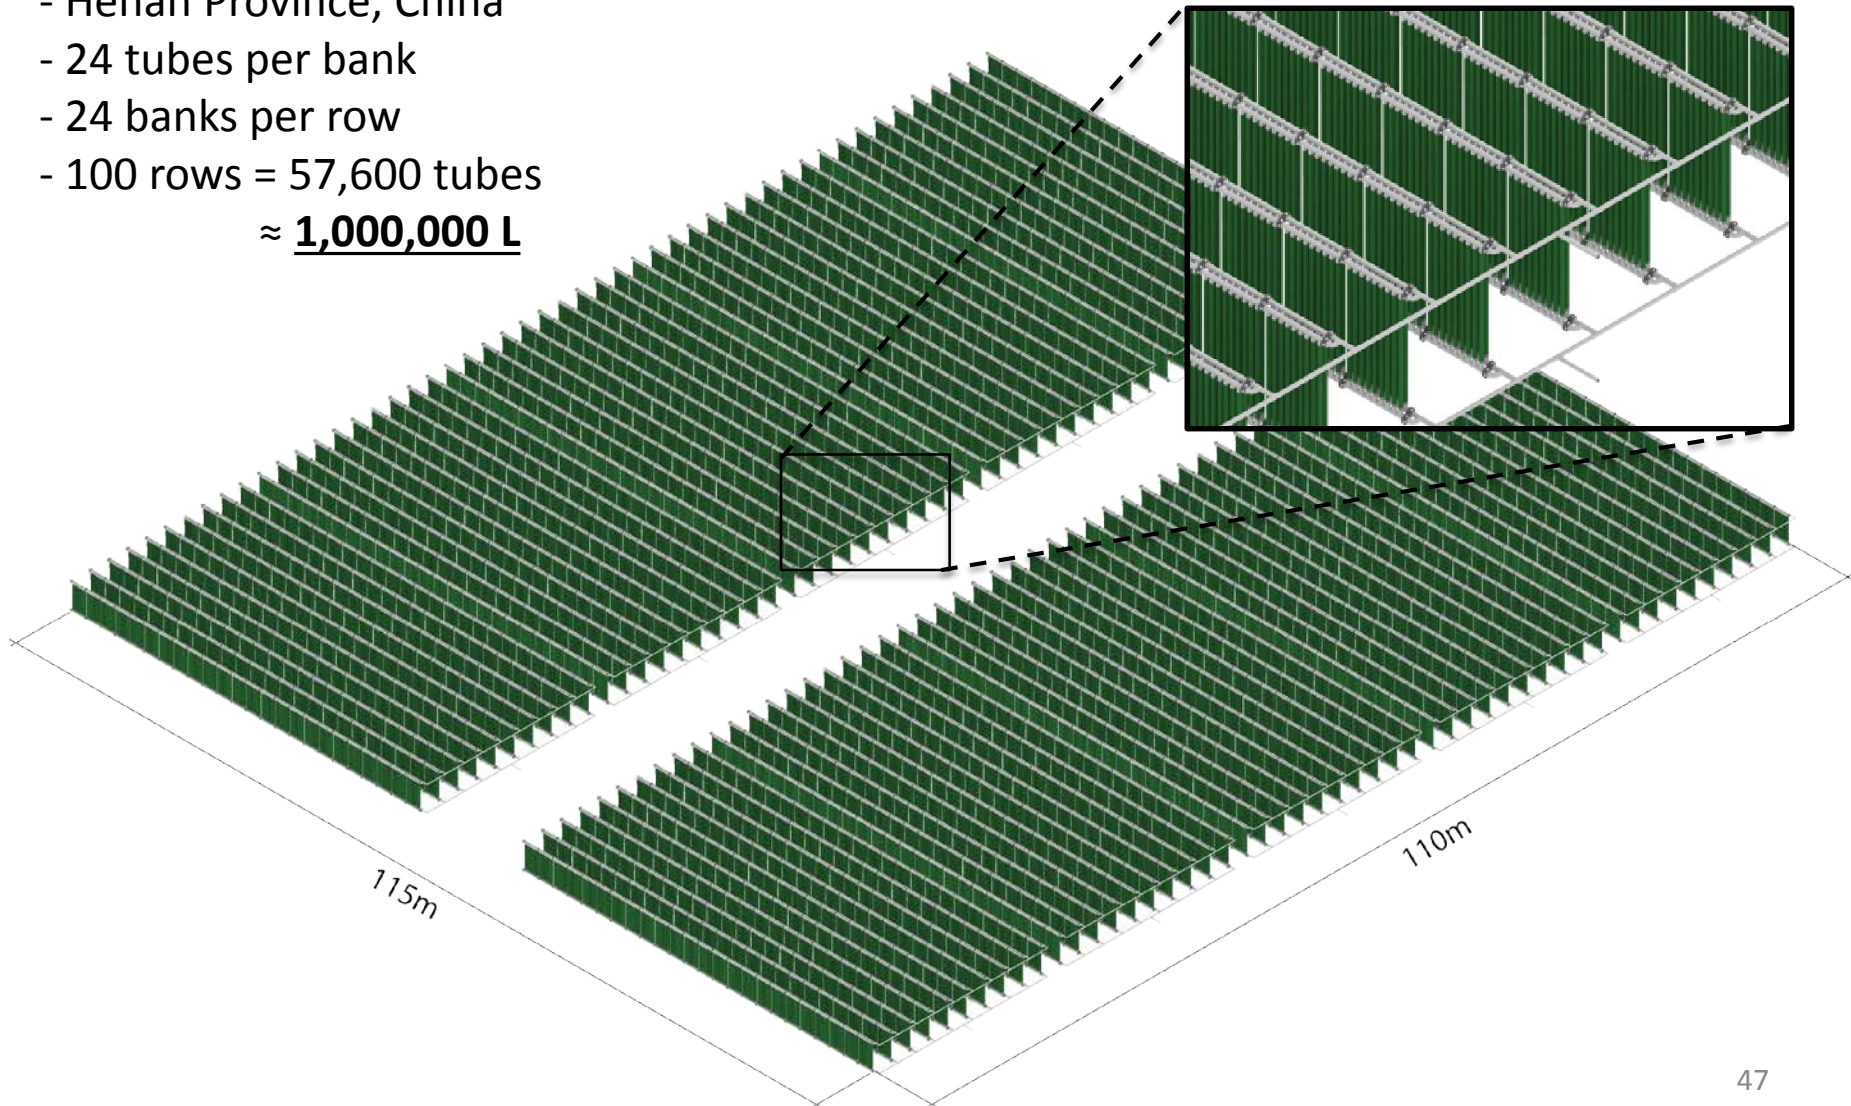 - Henan Province, China
- 24 tubes per bank
- 24 banks per row
- 100 rows = 57,600 tubes
≈ 1,000,000 L
115m
110m
47